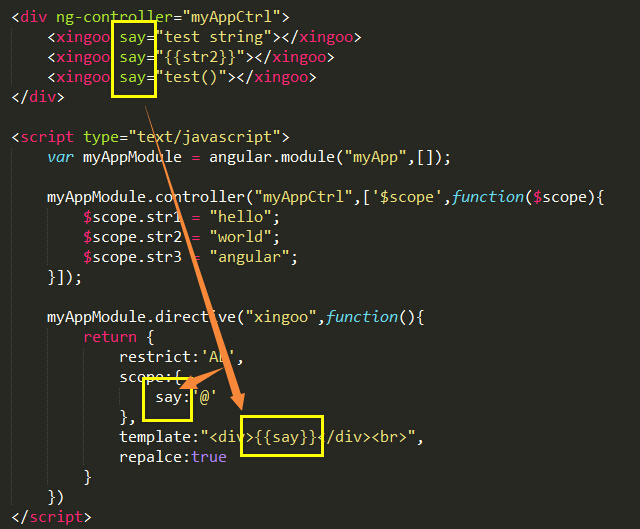 <div ng-controller="myAppCtrl">
    <xingoo say="test string"></xingoo>
    <xingoo say="{{str2}}"></xingoo>
    <xingoo say="test()"></xingoo>
</div>
<script type="text/javascript">
    var myAppModule = angular.module("myApp",[]);
    myAppModule.controller("myAppCtrl",['$scope',function($scope){
        $scope.str1 = "hello";
        $scope.str2 = "world";
        $scope.str3 = "angular";
    }]);
    myAppModule.directive("xingoo",function(){
        return {
            restrict:'AE',
            scope:{
                say:'@'
            },
            template:"<div>{{say}}</div><br>",
            repalce:true
        }
    })
</script>